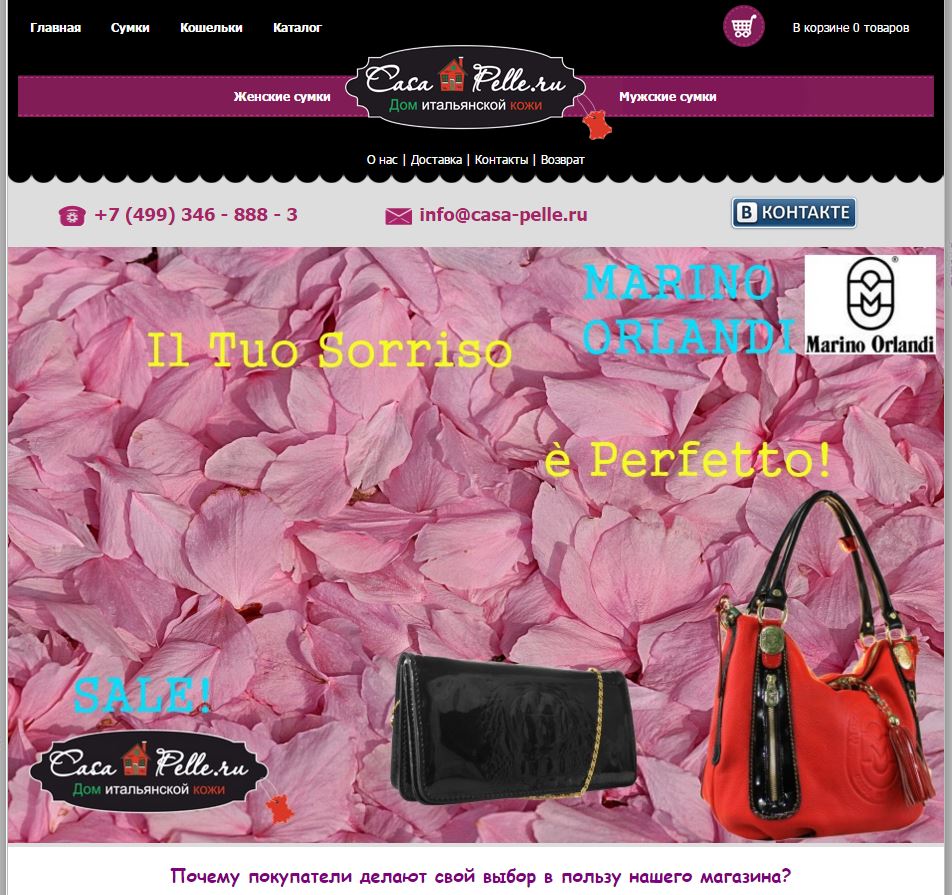 Главная Сумки Кошельки Каталог В корзине 0 товаров
Женские сумки Casa Pelle.ru Мужские сумки
Дом итальянской кожи
О нас | Доставка | Контакты | Возврат
+7 (499) 346 - 888 - 3 info@casa-pelle.ru В КОНТАКТЕ
MARINO
ORLANDI
®
Marino Orlandi
Il Tuo Sorriso
è Perfetto!
SALE!
Casa Pelle.ru
Дом итальянской кожи
Почему покупатели делают свой выбор в пользу нашего магазина?